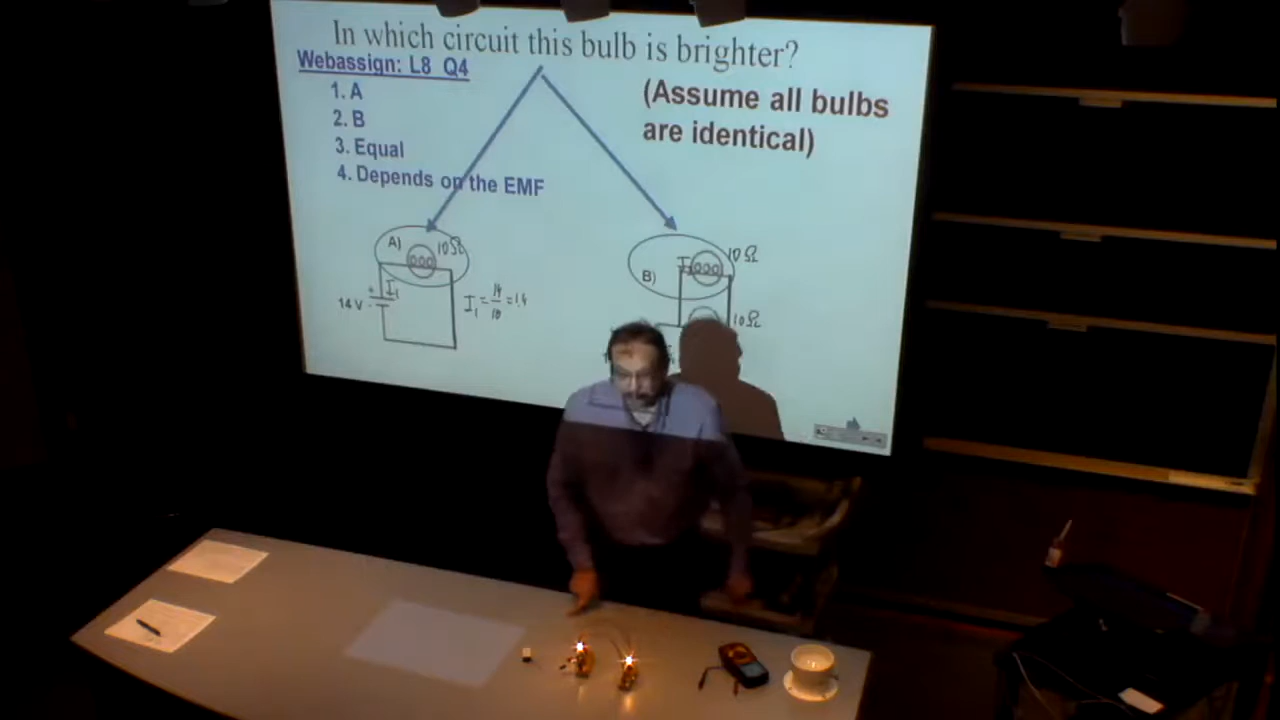 In which circuit this bulb is brighter?
Webassign: L8 Q4
1. A
2. B
3. Equal
4. Depends on the EMF
(Assume all bulbs
are identical)
A)
10Ω
I₁
14 V
+
-
I₁ = 14/10 = 1.4
B)
10Ω
10Ω